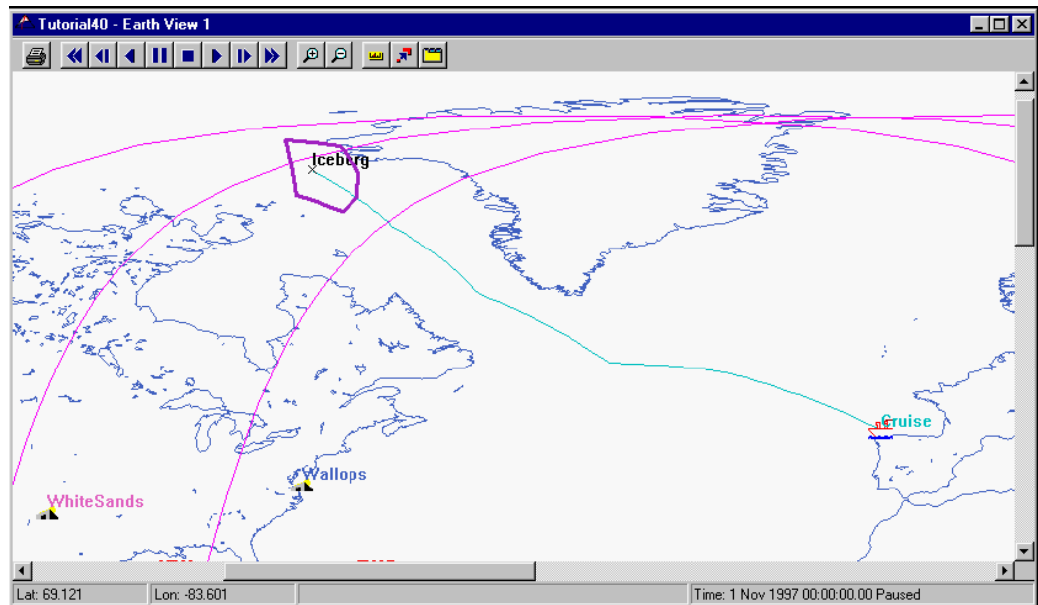 Tutorial40 - Earth View 1
Iceberg
Cruise
Wallops
WhiteSands
Lat: 69.121
Lon: -83.601
Time: 1 Nov 1997 00:00:00.00 Paused